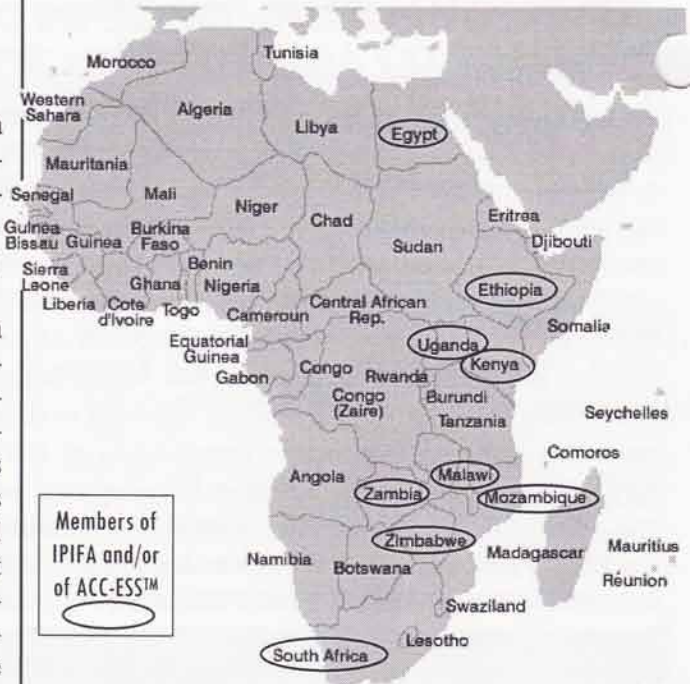 Tunisia
Morocco
Western
Sahara
Algeria
Libya
Egypt
Mauritania
Mali
Niger
Chad
Sudan
Eritrea
Djibouti
Senegal
Guinea
Bissau
Guinea
Burkina
Faso
Benin
Nigeria
Sierra
Leone
Ghana
Liberia
Cote
d'Ivoire
Togo
Cameroun
Central African
Rep.
Ethiopia
Somalia
Equatorial
Guinea
Gabon
Congo
Uganda
Kenya
Rwanda
Congo
(Zaire)
Burundi
Tanzania
Seychelles
Comoros
Angola
Zambia
Malawi
Mozambique
Members of
IPIFA and/or
of ACC-ESS™
Namibia
Botswana
Zimbabwe
Madagascar
Mauritius
Réunion
Swaziland
Lesotho
South Africa